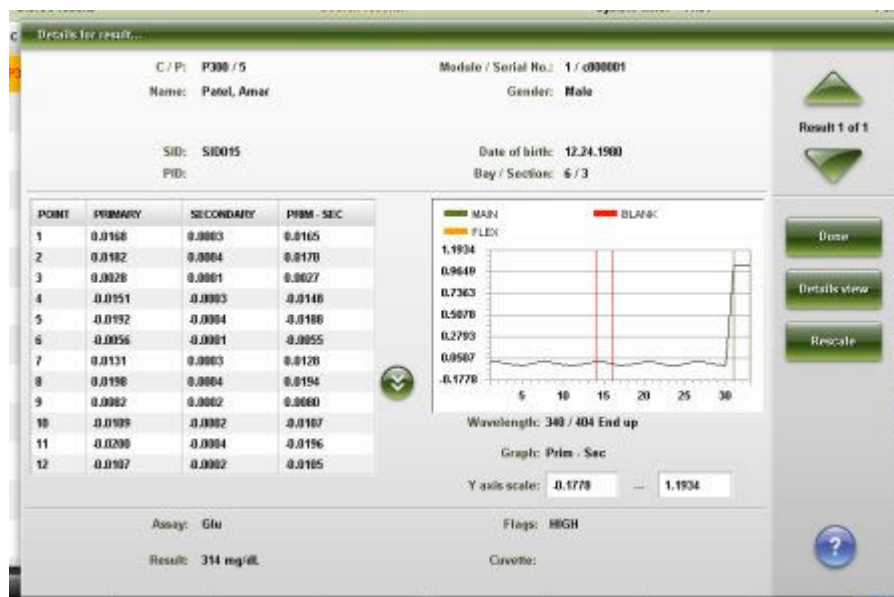 Details for result...
C / P: P300 / 5
Module / Serial No.: 1 / c800001
Name: Patel, Amar
Gender: Male
Result 1 of 1
SID: SID015
Date of birth: 12.24.1980
PID:
Bay / Section: 6 / 3
POINT PRIMARY SECONDARY PRIM - SEC
1 0.0168 0.0003 0.0165
2 0.0182 0.0004 0.0178
3 0.0028 0.0001 0.0027
4 -0.0151 -0.0003 -0.0148
5 -0.0192 -0.0004 -0.0188
6 -0.0056 -0.0001 -0.0055
7 0.0131 0.0003 0.0128
8 0.0198 0.0004 0.0194
9 0.0082 0.0002 0.0080
10 -0.0109 -0.0002 -0.0107
11 -0.0200 -0.0004 -0.0196
12 -0.0107 -0.0002 -0.0105
MAIN BLANK
FLEX
1.1934
0.9649
0.7363
0.5078
0.2793
0.0507
-0.1778
5 10 15 20 25 30
Wavelength: 340 / 404 End up
Graph: Prim - Sec
Y axis scale: -0.1778 ... 1.1934
Done
Details view
Rescale
Assay: Glu
Flags: HIGH
Result: 314 mg/dL
Cuvette:
?